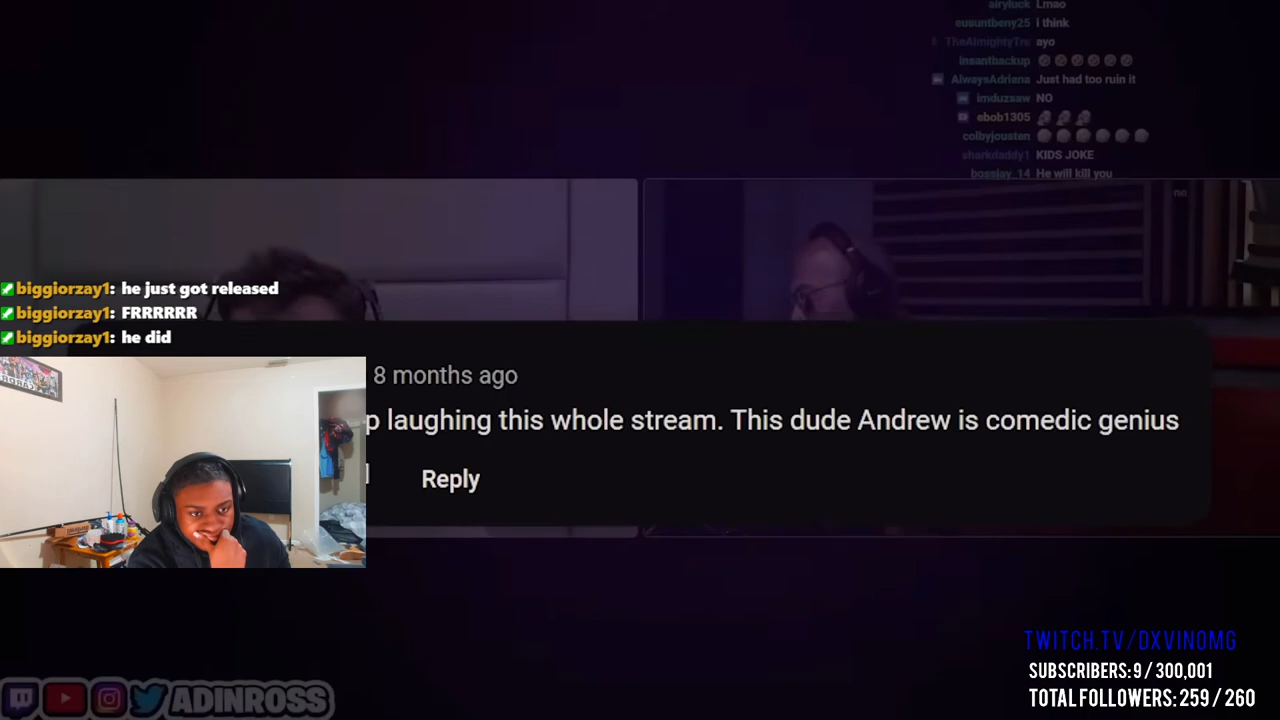 airyluck Lmao
eusuntbeny25 i think
TheAlmightyTru ayo
insantbackup
AlwaysAdriana Just had too ruin it
imduzaaw NO
ebob1305
colbyjousten
sharkdaddy1 KIDS JOKE
bossjay_14 He will kill you
no
biggiorzay1: he just got released
biggiorzay1: FRRRRRR
biggiorzay1: he did
8 months ago
p laughing this whole stream. This dude Andrew is comedic genius
Reply
TWITCH.TV/DXVINOMG
SUBSCRIBERS: 9 / 300,001
TOTAL FOLLOWERS: 259 / 260
ADINROSS